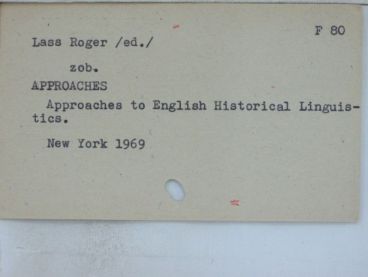 F 80
Lass Roger /ed./
zob.
APPROACHES
Approaches to English Historical Linguis-
tics.
New York 1969